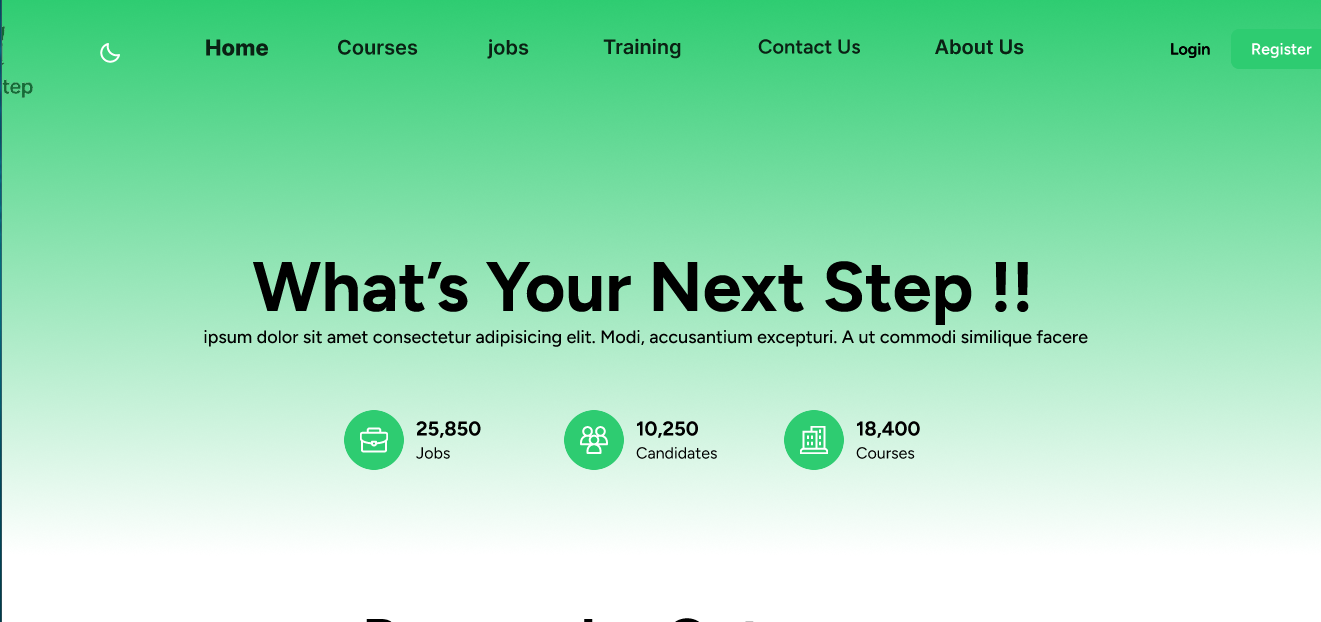 Home Courses jobs Training Contact Us About Us Login Register
tep
What's Your Next Step !!
ipsum dolor sit amet consectetur adipisicing elit. Modi, accusantium excepturi. A ut commodi similique facere
25,850 10,250 18,400
Jobs Candidates Courses